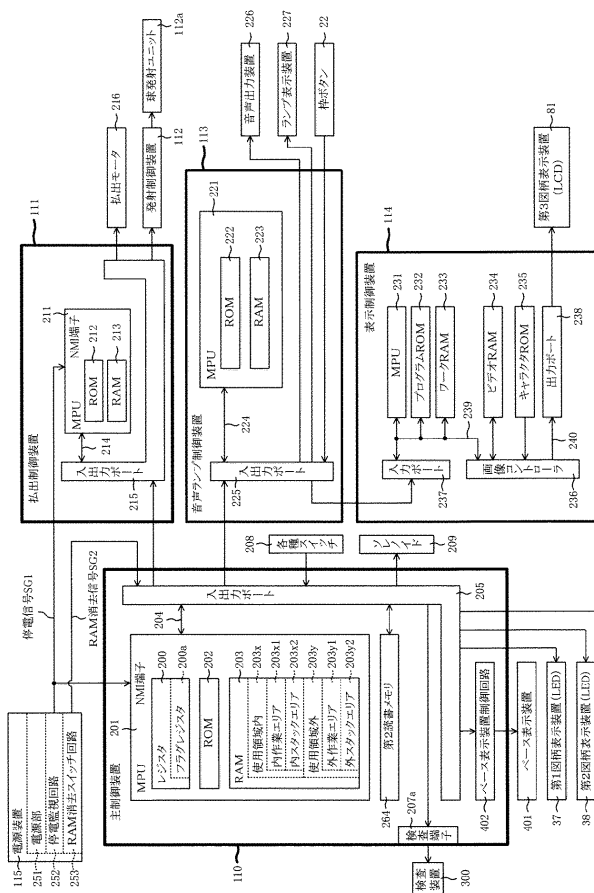 電源装置
115
電源部
251
停電監視回路
252
RAM消去スイッチ回路
253
停電信号SG1
RAM消去信号SG2
払出制御装置
111
211
MPU
NMI端子
ROM
212
RAM
213
214
入出力ポート
215
払出モータ
216
発射制御装置
112
球発射ユニット
112a
113
音声ランプ制御装置
221
MPU
ROM
222
RAM
223
224
入出力ポート
225
音声出力装置
226
ランプ表示装置
227
枠ボタン
22
114
表示制御装置
MPU
231
プログラムROM
232
ワークRAM
233
ビデオRAM
234
キャラクタROM
235
出力ポート
238
239
240
入力ポート
237
画像コントローラ
236
第3図柄表示装置
(LCD)
81
主制御装置
110
201
MPU
NMI端子
レジスタ
200
フラグレジスタ
200a
ROM
202
RAM
203
使用領域内
203x
内作業エリア
203x1
内スタックエリア
203x2
使用領域外
203y
外作業エリア
203y1
外スタックエリア
203y2
204
入出力ポート
205
第2読書メモリ
264
各種スイッチ
208
ソレノイド
209
207a
検査端子
検査装置
300
ベース表示装置制御回路
402
ベース表示装置
401
第1図柄表示装置(LED)
37
第2図柄表示装置(LED)
38